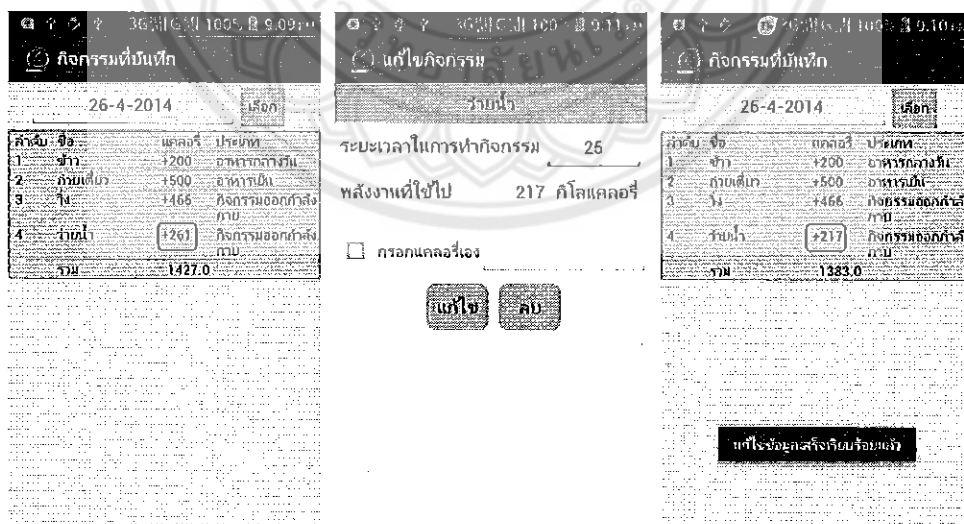 3G 100% 9:09
กิจกรรมที่บันทึก
26-4-2014 เลือก
ลำดับ ชื่อ แคลอรี่ ประเภท
1 ข้าว +200 อาหารกลางวัน
2 ก๋วยเตี๋ยว +500 อาหารเย็น
3 วิ่ง +466 กิจกรรมออกกำลัง
กาย
4 ว่ายน้ำ +261 กิจกรรมออกกำลัง
กาย
รวม 1427.0
3G 100 9:11
แก้ไขกิจกรรม
ว่ายน้ำ
ระยะเวลาในการทำกิจกรรม 25
พลังงานที่ใช้ไป 217 กิโลแคลอรี่
กรอกแคลอรี่เอง
แก้ไข ลบ
3G 100% 9:10
กิจกรรมที่บันทึก
26-4-2014 เลือก
ลำดับ ชื่อ แคลอรี่ ประเภท
1 ข้าว +200 อาหารกลางวัน
2 ก๋วยเตี๋ยว +500 อาหารเย็น
3 วิ่ง +466 กิจกรรมออกกำลัง
กาย
4 ว่ายน้ำ +217 กิจกรรมออกกำลัง
กาย
รวม 1383.0
แก้ไขข้อมูลเสร็จเรียบร้อยแล้ว